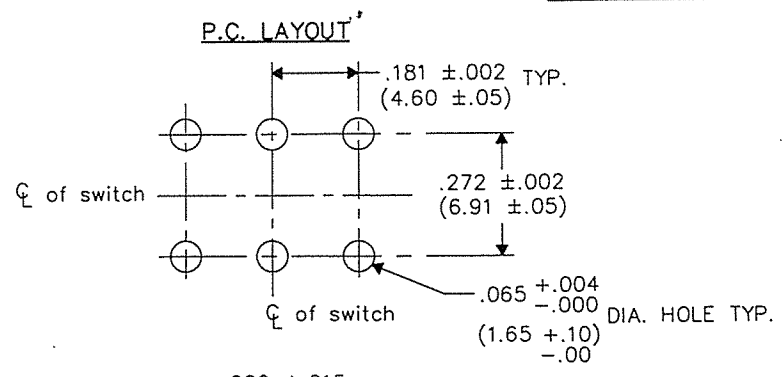 P.C. LAYOUT
.181 ±.002 TYP.
(4.60 ±.05)
℄ of switch
.272 ±.002
(6.91 ±.05)
.065 +.004
-.000 DIA. HOLE TYP.
(1.65 +.10)
-.00
℄ of switch